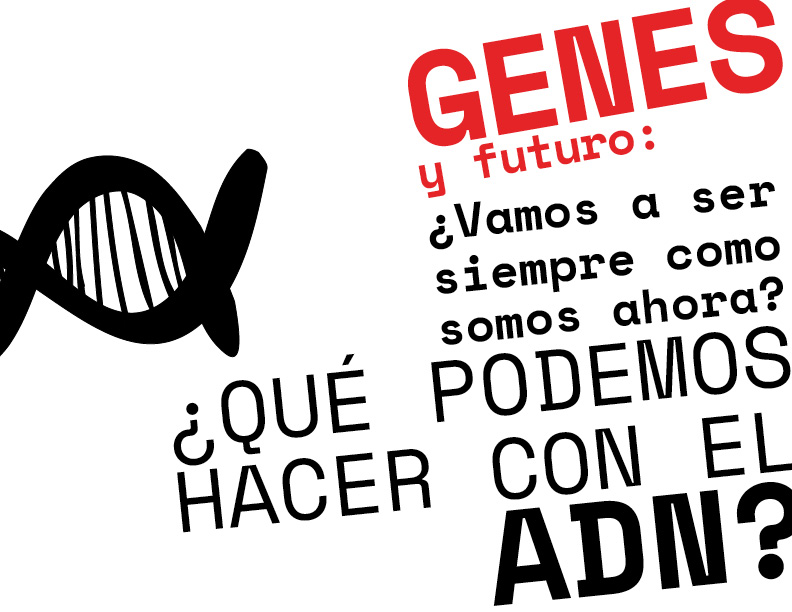 GENES
y futuro:
¿Vamos a ser
siempre como
somos ahora?
¿QUÉ PODEMOS
HACER CON EL
ADN?